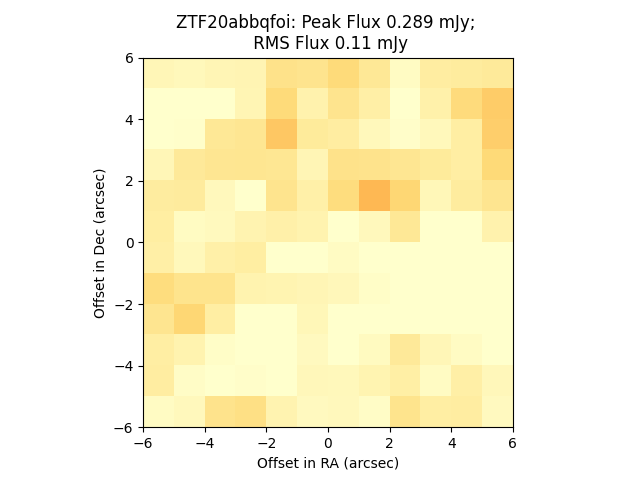 ZTF20abbqfoi: Peak Flux 0.289 mJy;
RMS Flux 0.11 mJy
6
4
2
0
−2
−4
−6
Offset in Dec (arcsec)
−6 −4 −2 0 2 4 6
Offset in RA (arcsec)